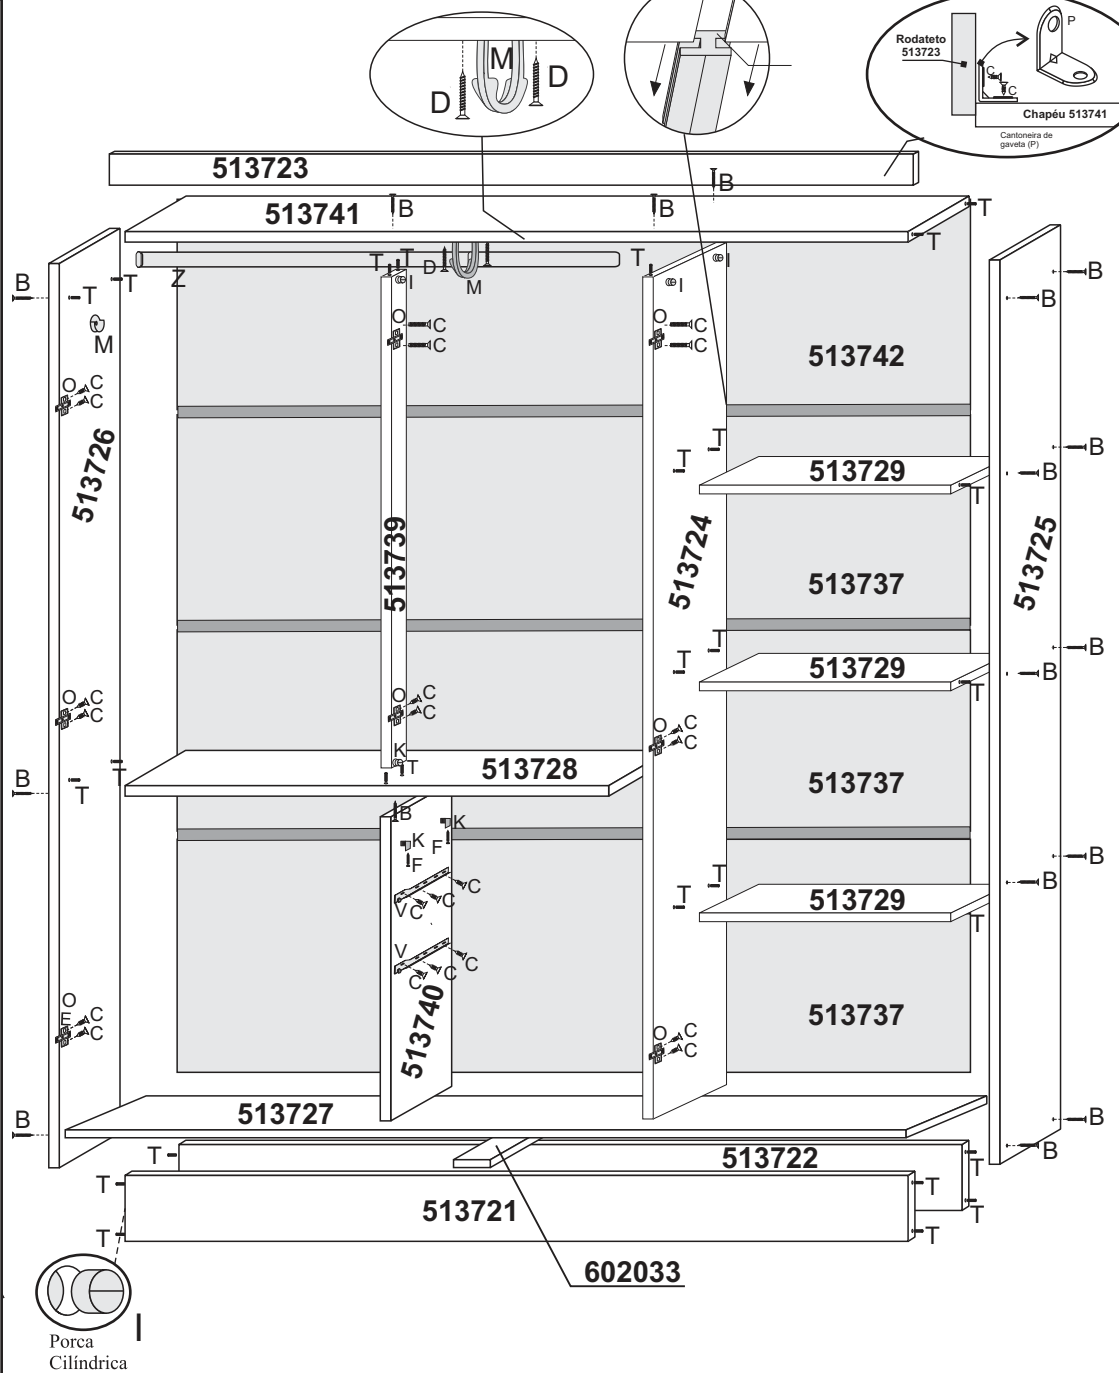 M
D
D
P
Rodateto
513723
C
C
Chapéu 513741
Cantoneira de
gaveta (P)
513723
B
513741
B
B
T
T
Z
T
T
D
M
I
T
I
I
B
T
T
M
O
C
C
O
C
C
O
C
C
513742
B
B
513726
513739
513724
T
T
513729
T
B
B
513725
513737
T
T
513729
T
B
B
O
C
C
O
C
C
O
C
C
K
T
513728
T
B
T
513737
B
K
K
F
F
V
C
C
C
V
C
C
C
513740
T
T
513729
T
B
B
513737
O
E
C
C
O
C
C
B
513727
B
B
T
513722
T
T
T
513721
T
T
T
602033
I
Porca
Cilíndrica